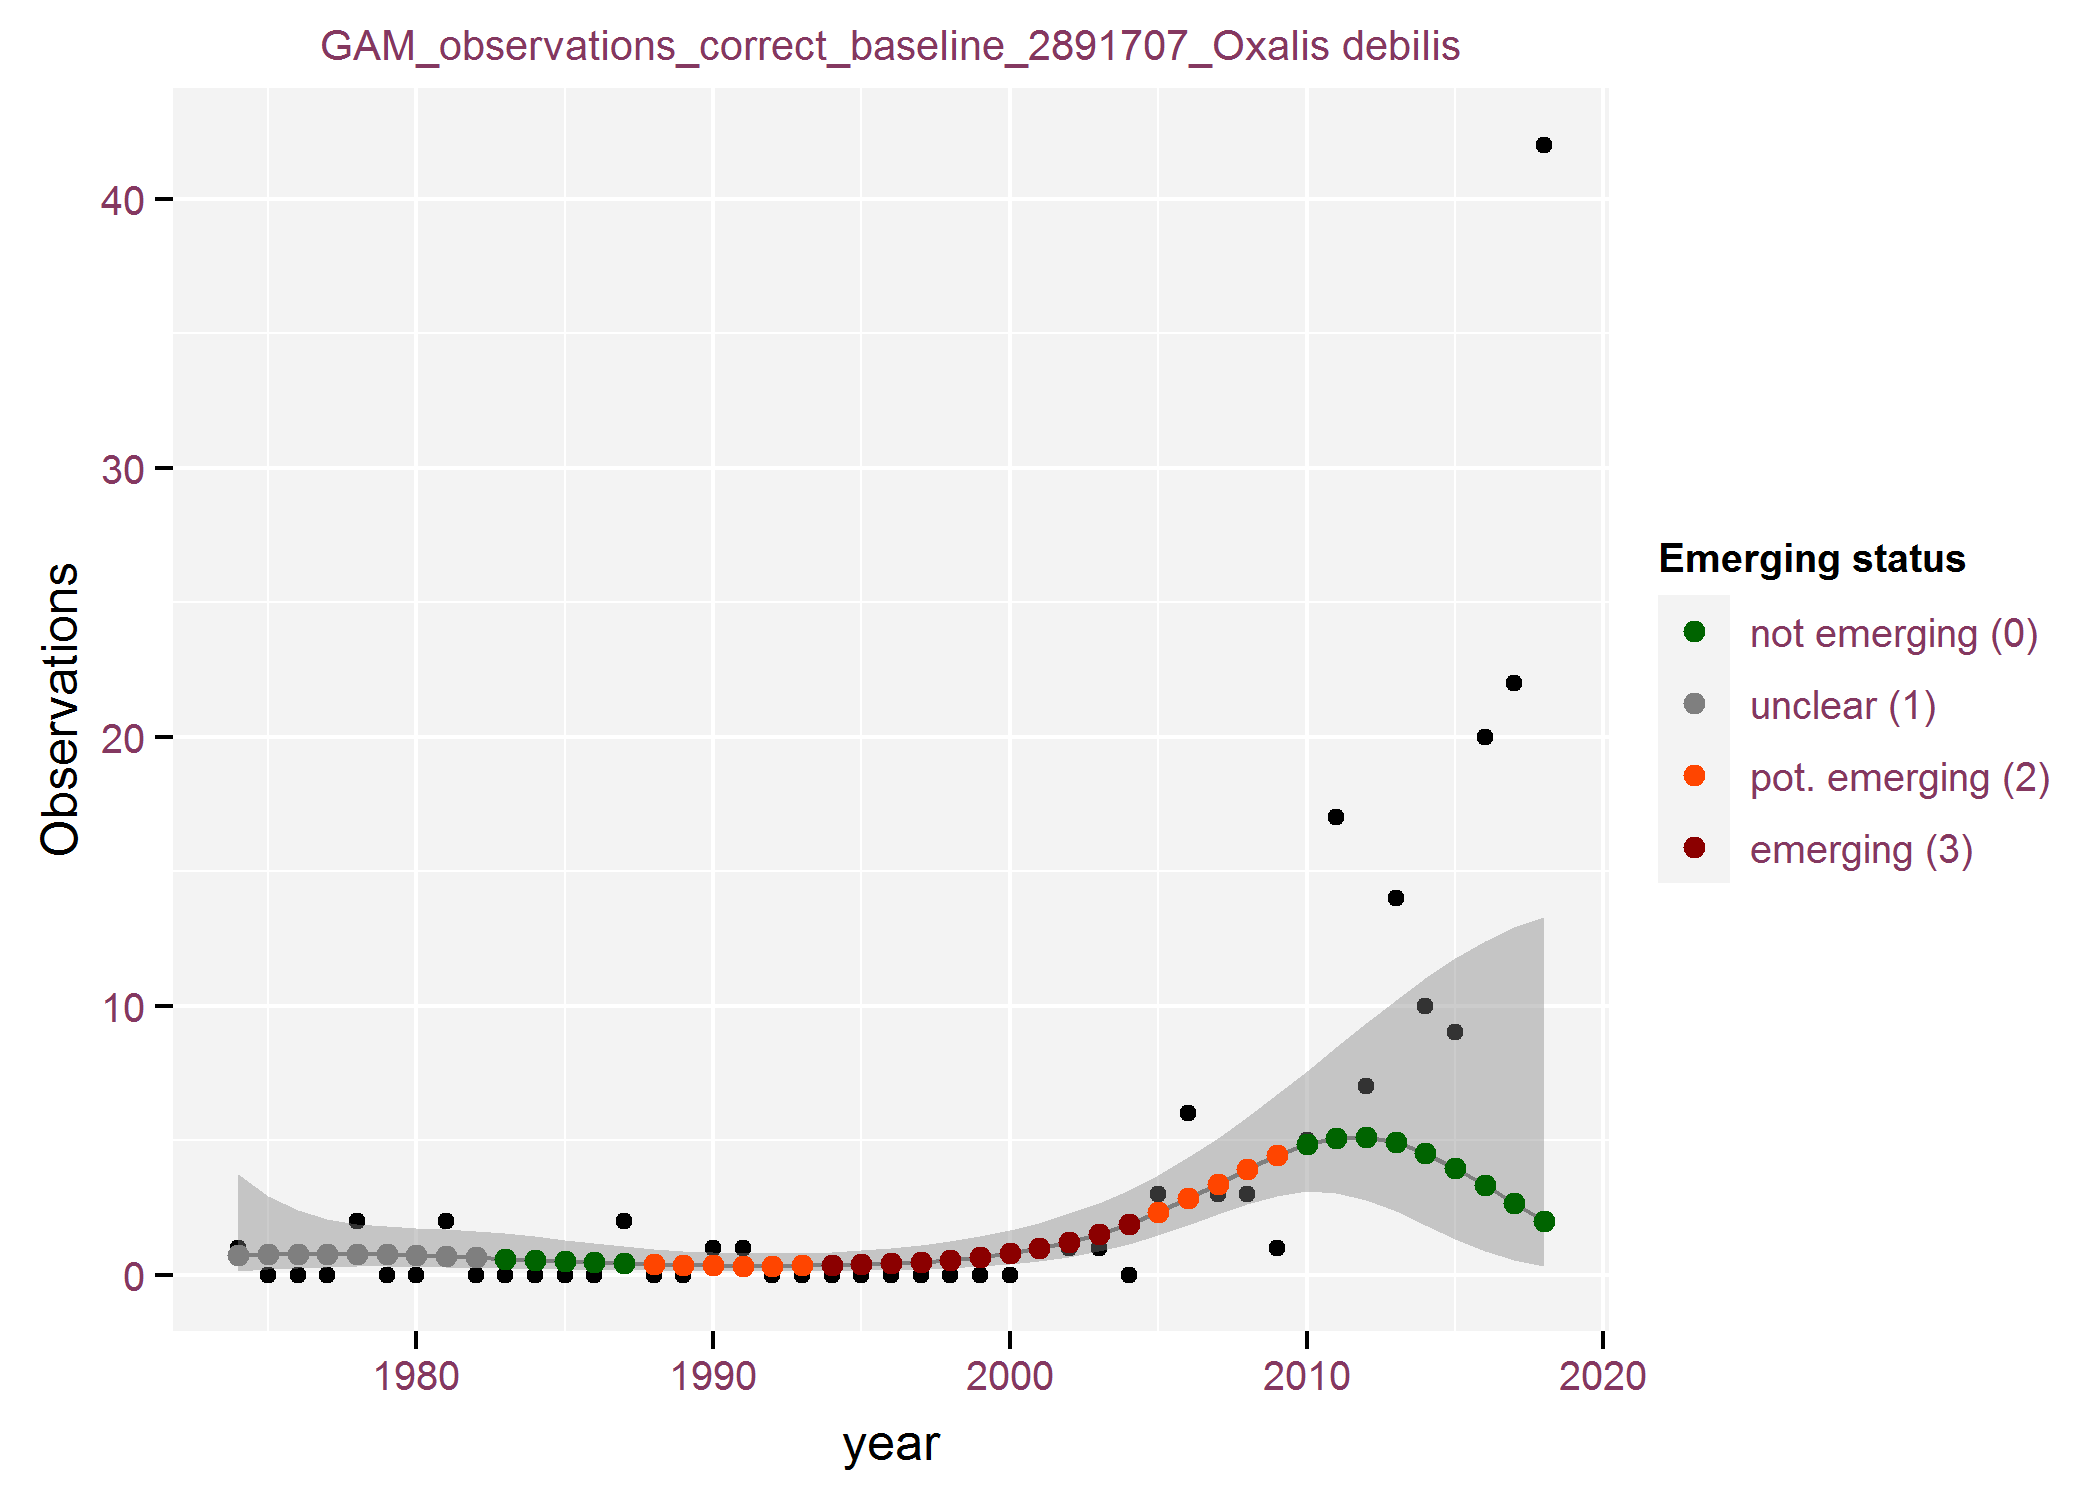 GAM_observations_correct_baseline_2891707_Oxalis debilis
Observations
40
30
20
10
0
1980 1990 2000 2010 2020
year
Emerging status
not emerging (0)
unclear (1)
pot. emerging (2)
emerging (3)